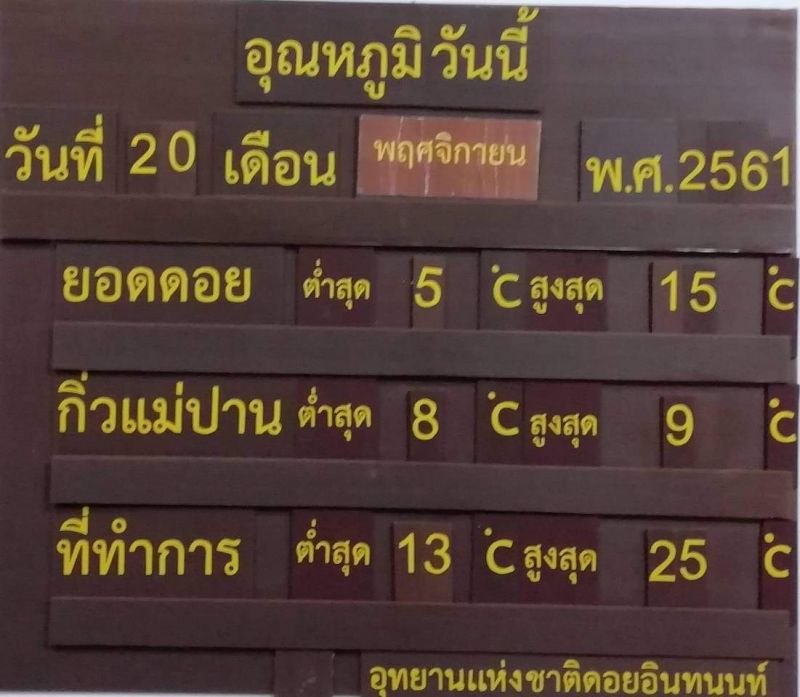 อุณหภูมิ วันนี้
วันที่ 20 เดือน พฤศจิกายน พ.ศ.2561
ยอดดอย ต่ำสุด 5 °C สูงสุด 15 °C
กิ่วแม่ปาน ต่ำสุด 8 °C สูงสุด 9 °C
ที่ทำการ ต่ำสุด 13 °C สูงสุด 25 °C
อุทยานแห่งชาติดอยอินทนนท์